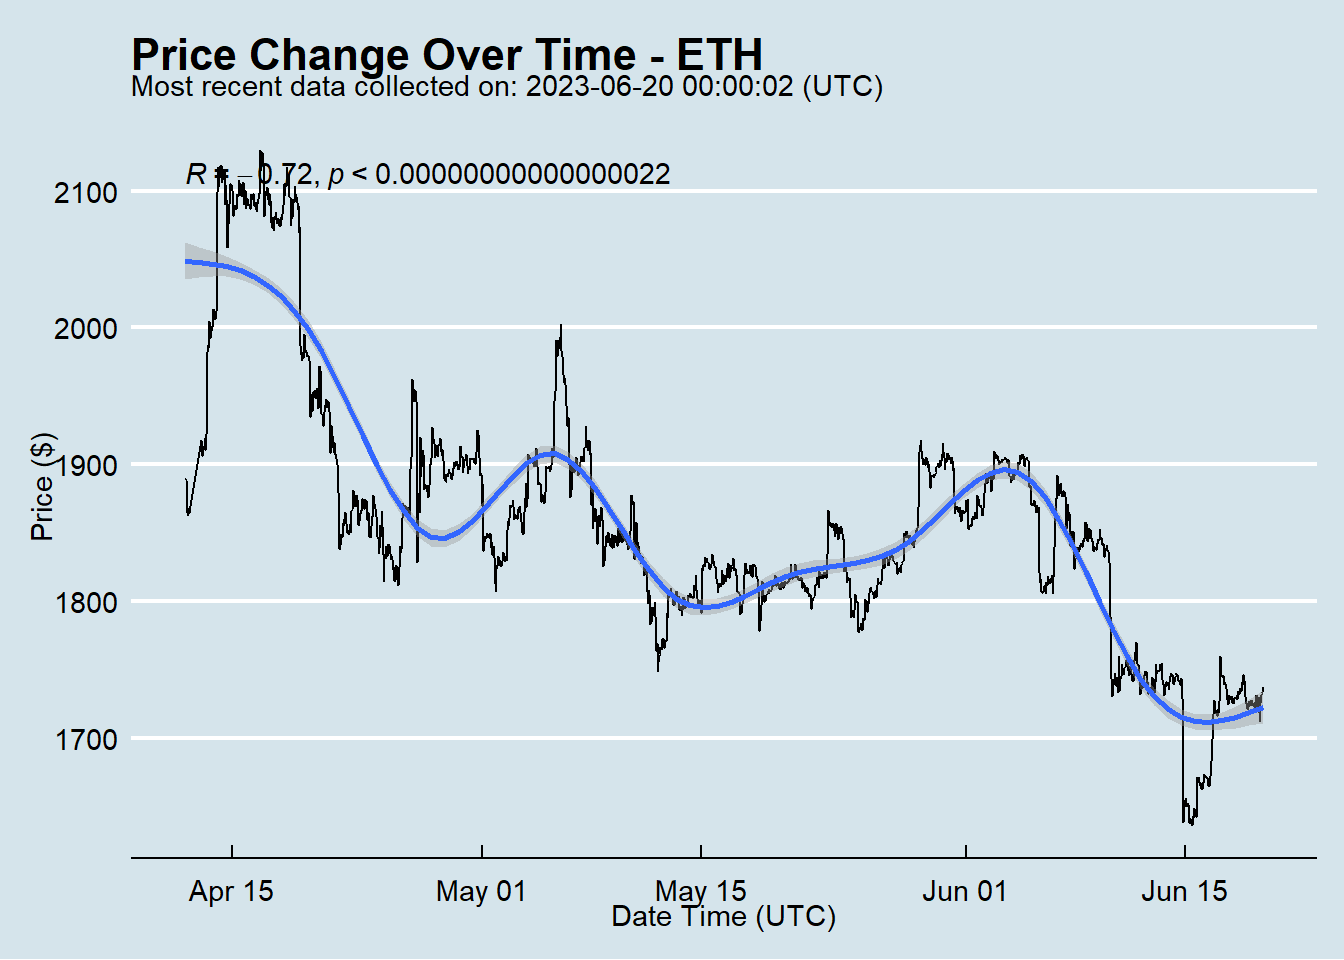 Price Change Over Time - ETH
Most recent data collected on: 2023-06-20 00:00:02 (UTC)
R = −0.72, p < 0.00000000000000022
2100
2000
1900
1800
1700
Price ($)
Apr 15 May 01 May 15 Jun 01 Jun 15
Date Time (UTC)